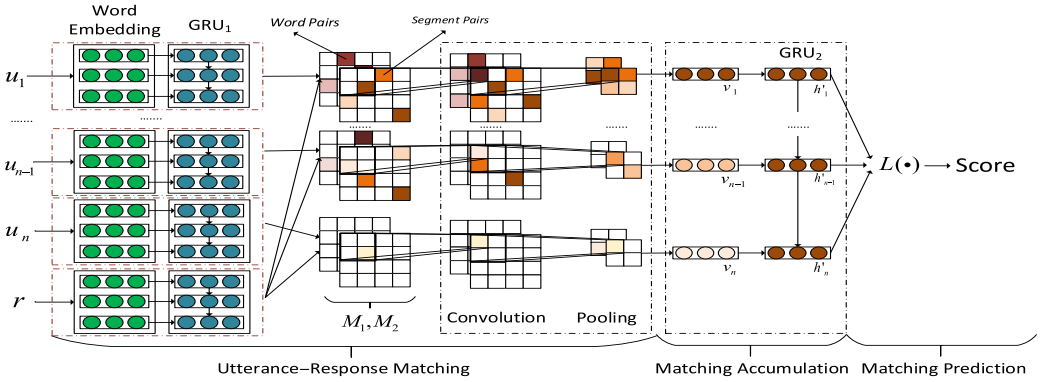 Word Embedding
GRU1
Word Pairs
Segment Pairs
GRU2
u1
v1
h'1
.......
.......
.......
.......
.......
.......
un−1
vn−1
h'n−1
L(•)
Score
un
vn
h'n
r
M1, M2
Convolution
Pooling
Utterance−Response Matching
Matching Accumulation
Matching Prediction